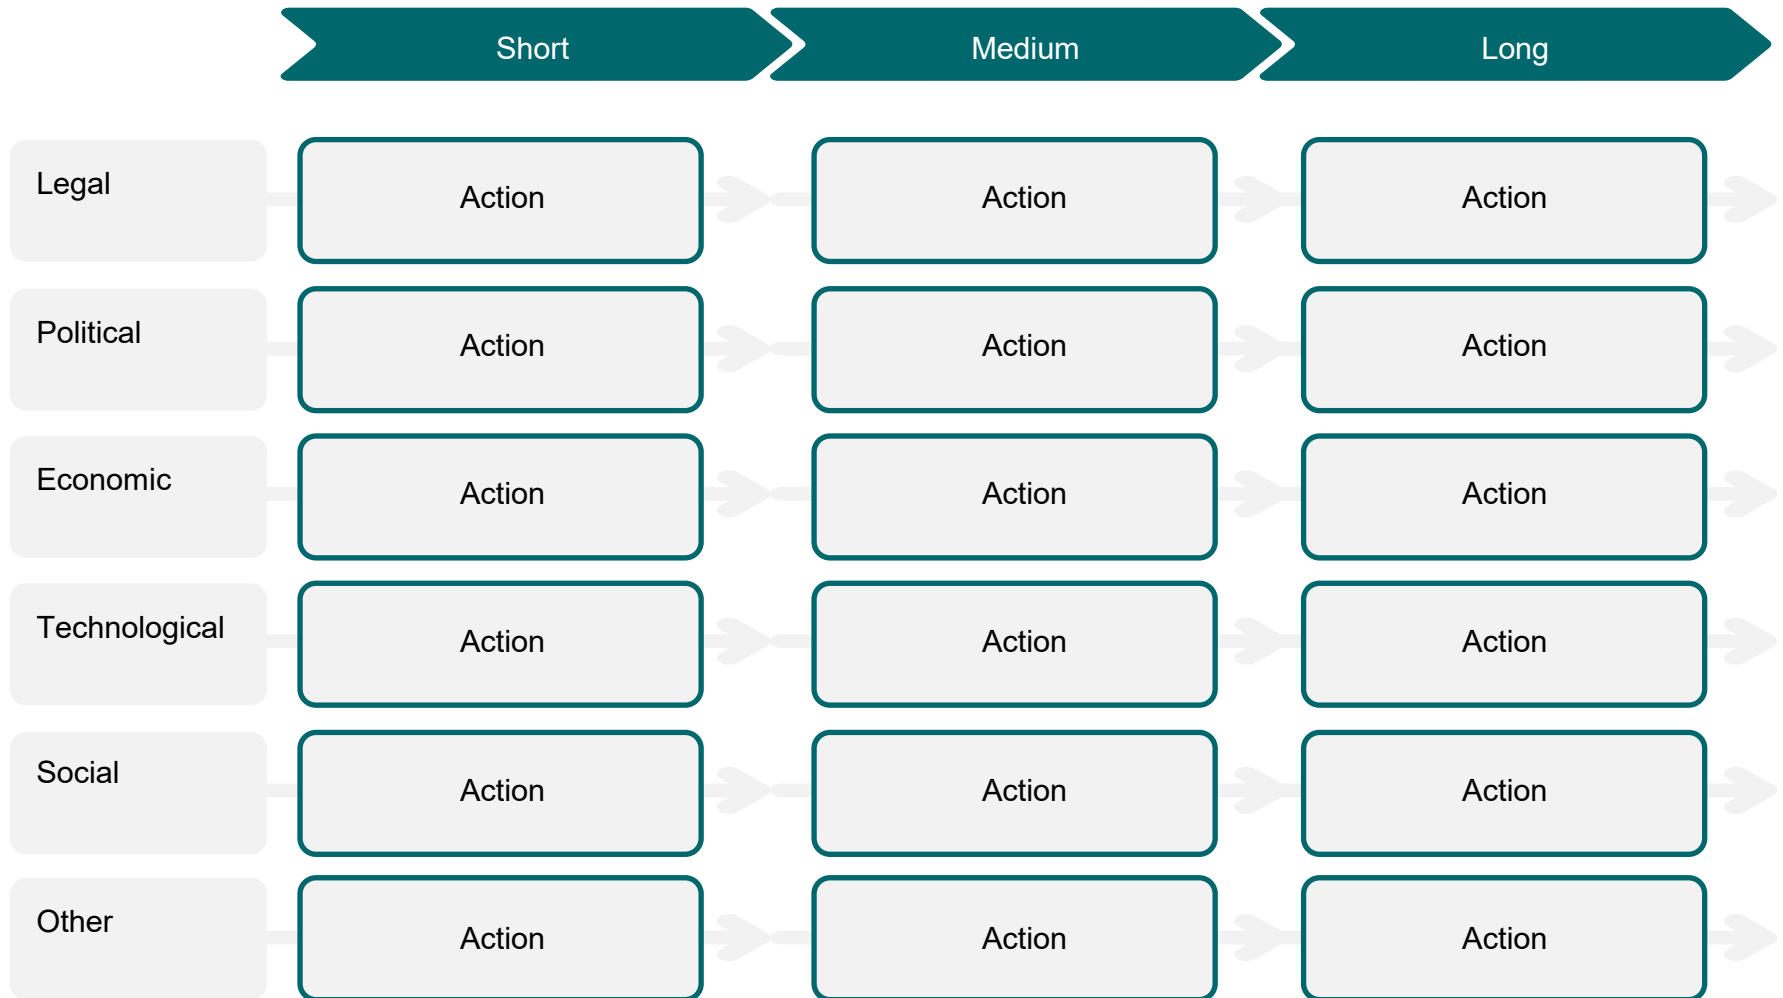 Short Medium Long
Legal Action Action Action
Political Action Action Action
Economic Action Action Action
Technological Action Action Action
Social Action Action Action
Other Action Action Action